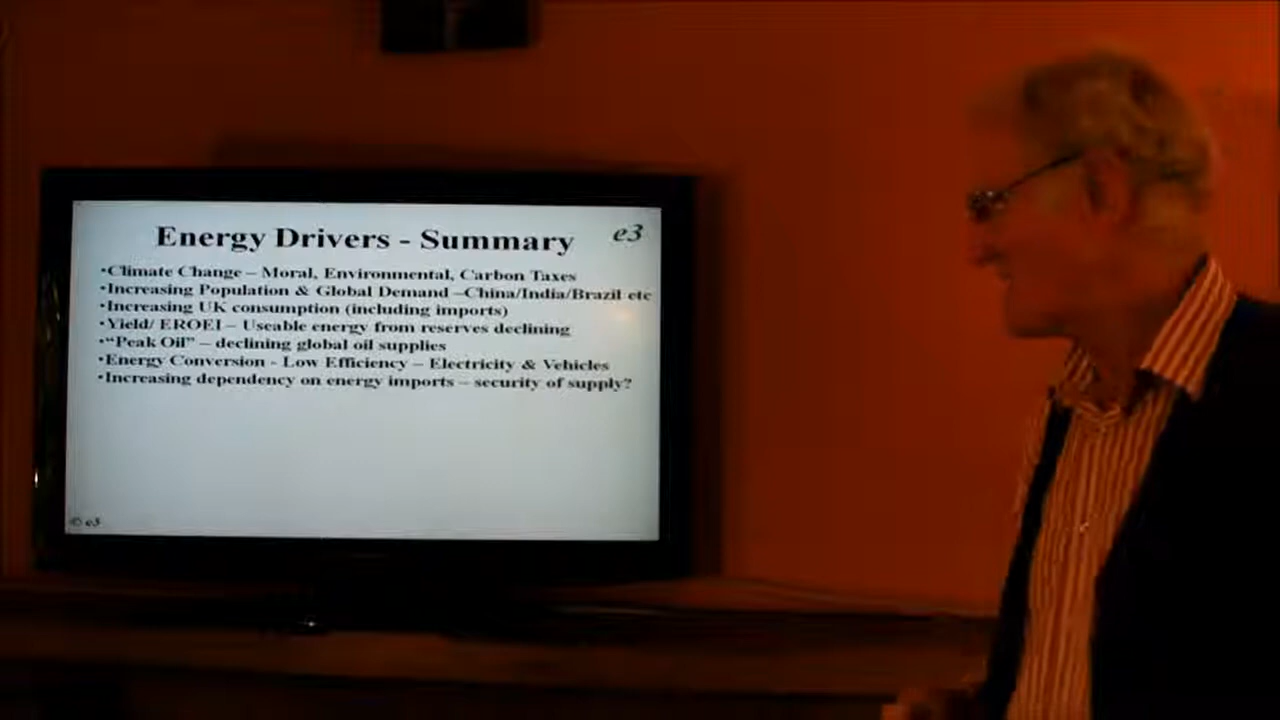 Energy Drivers - Summary
e3
•Climate Change – Moral, Environmental, Carbon Taxes
•Increasing Population & Global Demand –China/India/Brazil etc
•Increasing UK consumption (including imports)
•Yield/ EROEI – Useable energy from reserves declining
•“Peak Oil” – declining global oil supplies
•Energy Conversion - Low Efficiency – Electricity & Vehicles
•Increasing dependency on energy imports – security of supply?
© e3